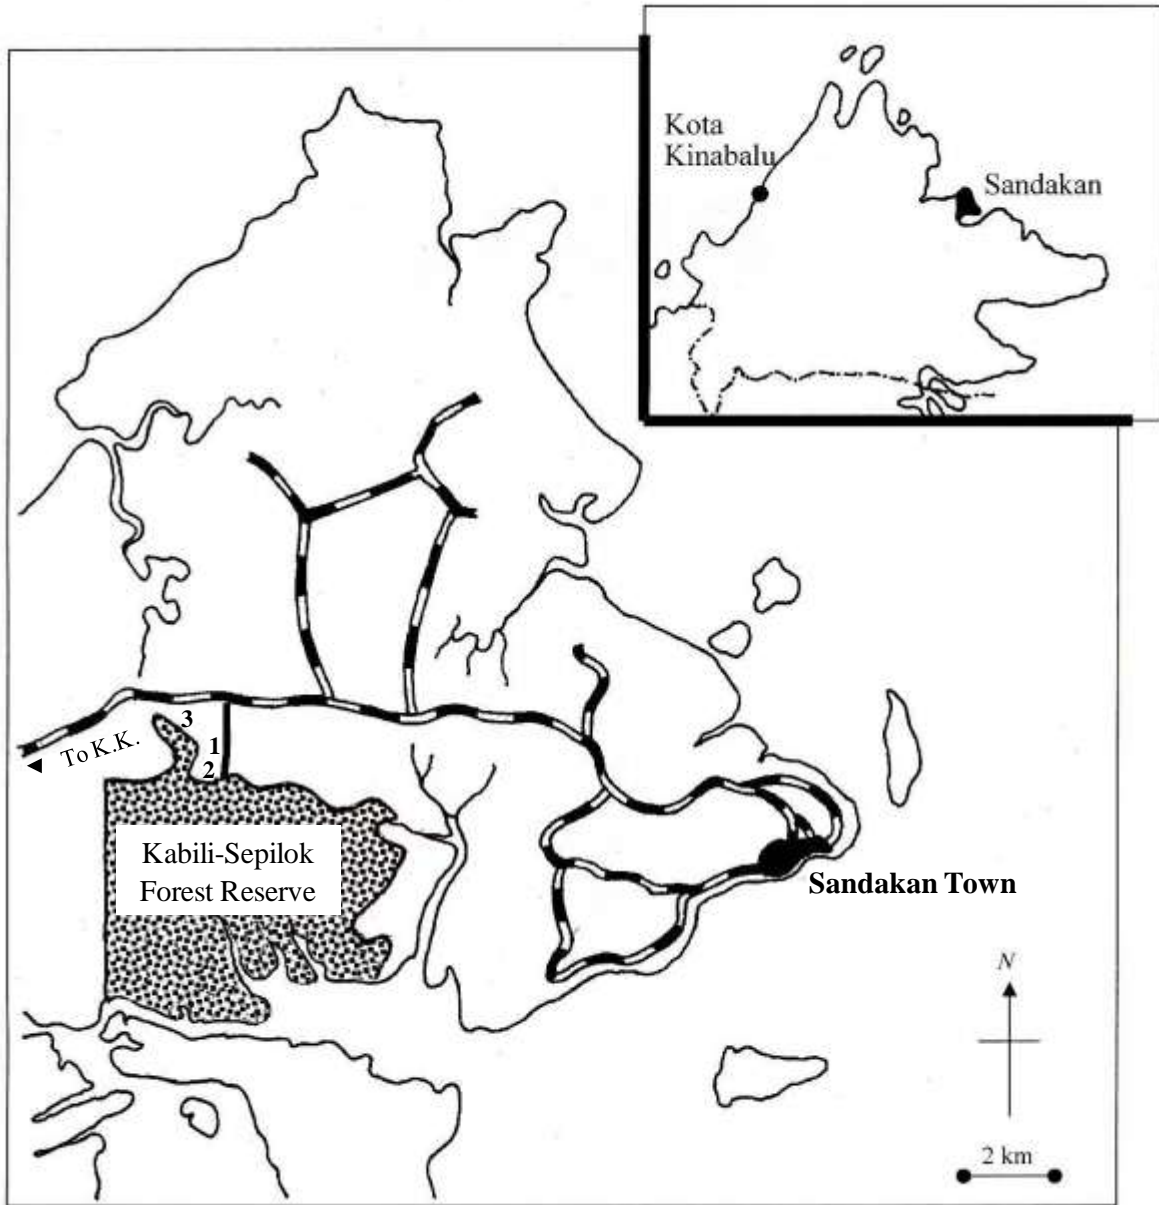 Kota
Kinabalu
Sandakan
3
To K.K.
1
2
Kabili-Sepilok
Forest Reserve
Sandakan Town
N
2 km